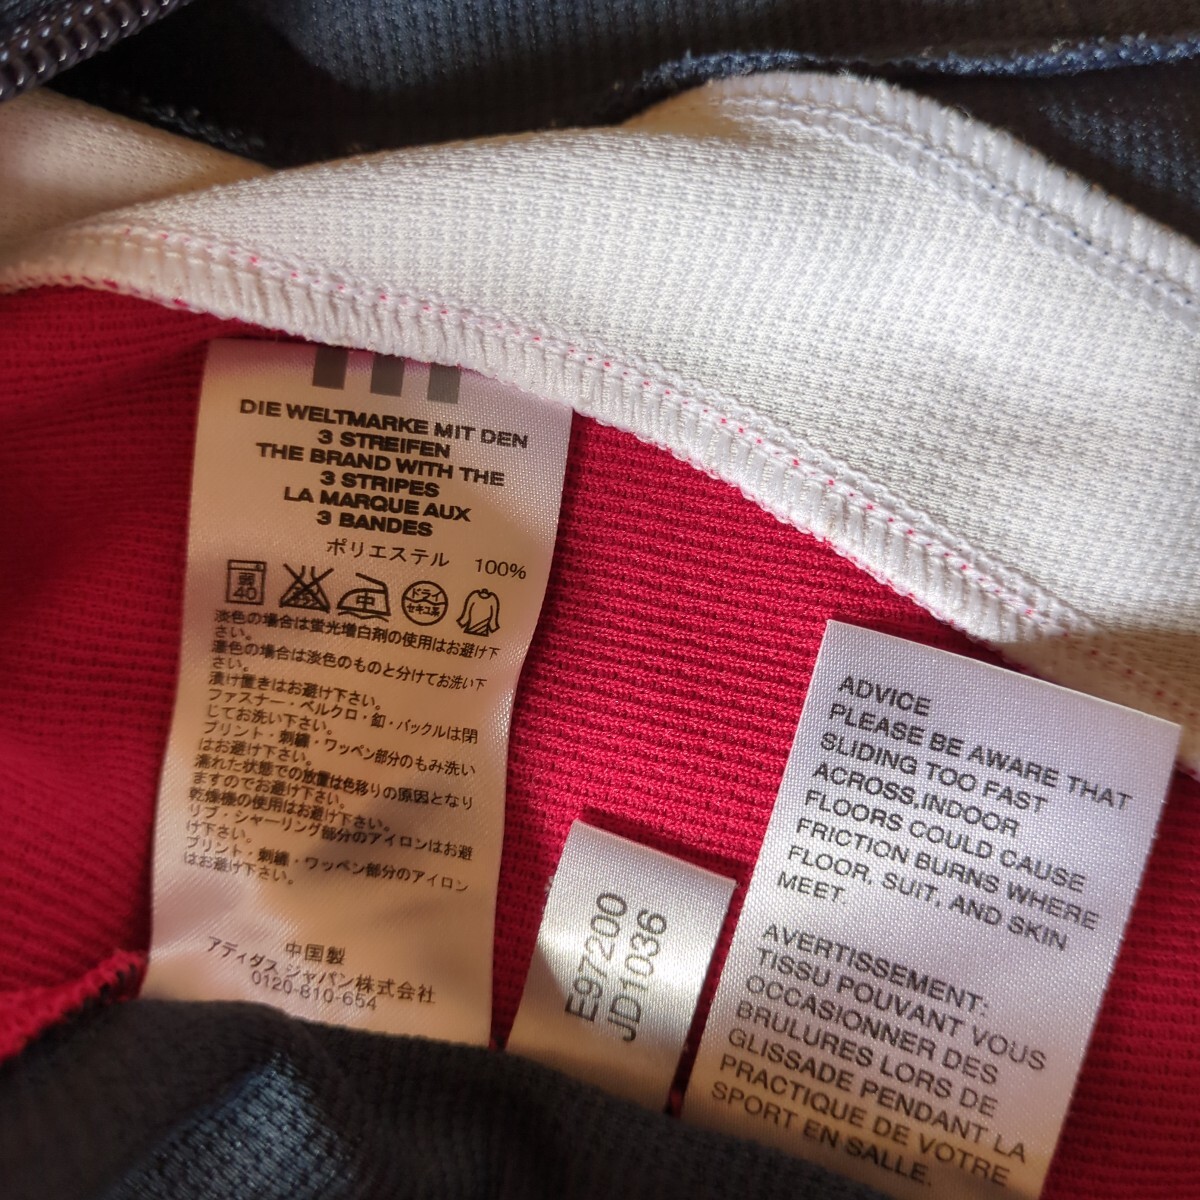 DIE WELTMARKE MIT DEN
3 STREIFEN
THE BRAND WITH THE
3 STRIPES
LA MARQUE AUX
3 BANDES
ポリエステル 100%
弱
40
中
ドライ
セキユ系
淡色の場合は蛍光増白剤の使用はお避け下
さい。
濃色の場合は淡色のものと分けてお洗い下
さい。
漬け置きはお避け下さい。
ファスナー・ベルクロ・釦・バックルは閉
じてお洗い下さい。
プリント・刺繍・ワッペン部分のもみ洗い
はお避け下さい。
濡れた状態での放置は色移りの原因となり
ますのでお避け下さい。
乾燥機の使用はお避け下さい。
リブ・シャーリング部分のアイロンはお避
け下さい。
プリント・刺繍・ワッペン部分のアイロン
はお避け下さい。
中国製
アディダス ジャパン株式会社
0120-810-654
E97200
JD1036
ADVICE
PLEASE BE AWARE THAT
SLIDING TOO FAST
ACROSS.INDOOR
FLOORS COULD CAUSE
FRICTION BURNS WHERE
FLOOR, SUIT, AND SKIN
MEET.
AVERTISSEMENT:
TISSU POUVANT VOUS
OCCASIONNER DES
BRULURES LORS DE
GLISSADE PENDANT LA
PRACTIQUE DE VOTRE
SPORT EN SALLE.